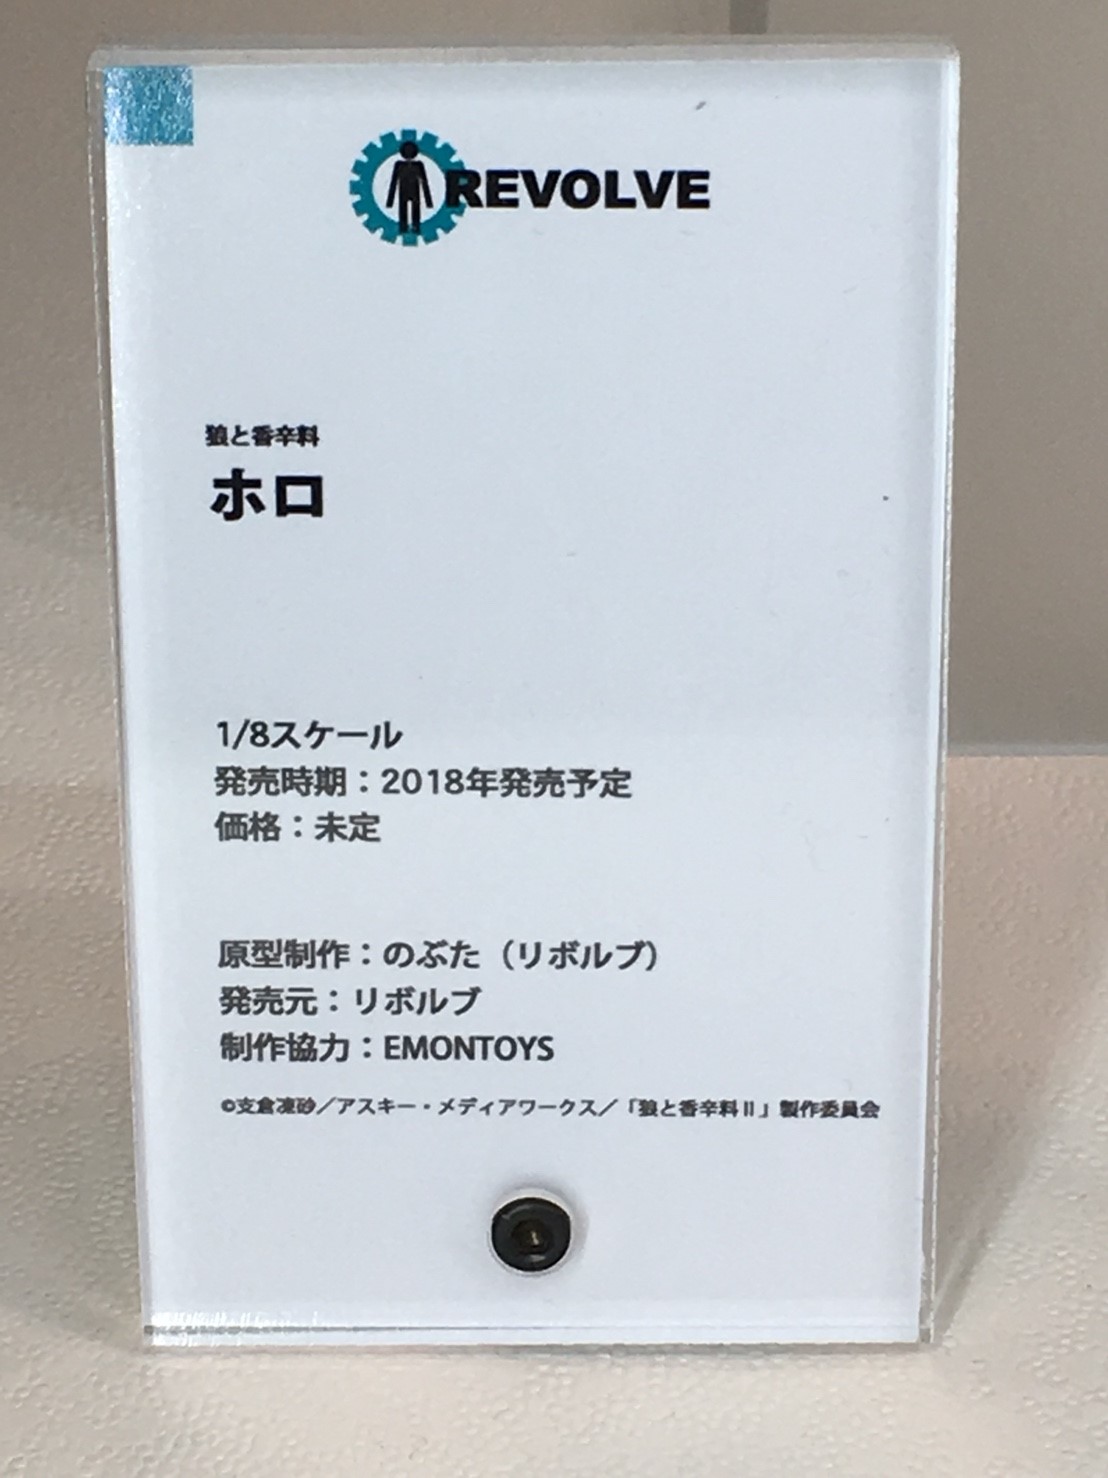 REVOLVE
狼と香辛料
ホロ
1/8スケール
発売時期：2018年発売予定
価格：未定
原型制作：のぶた（リボルブ）
発売元：リボルブ
制作協力：EMONTOYS
©支倉凍砂／アスキー・メディアワークス／「狼と香辛料Ⅱ」製作委員会